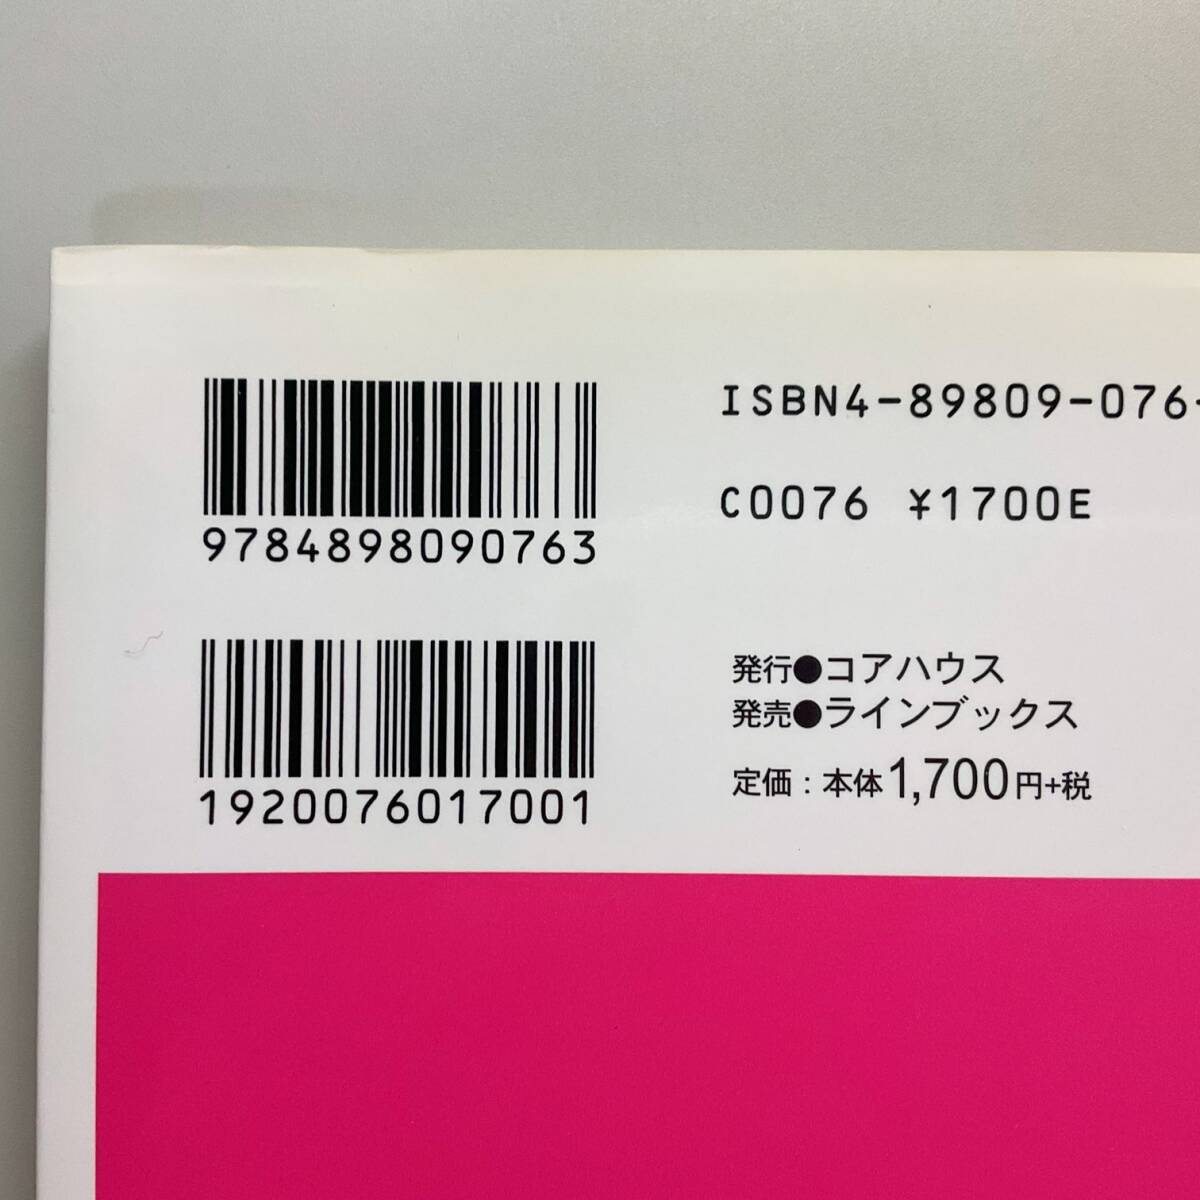 9784898090763
ISBN4-89809-076-
C0076 ¥1700E
1920076017001
発行●コアハウス
発売●ラインブックス
定価：本体1,700円+税